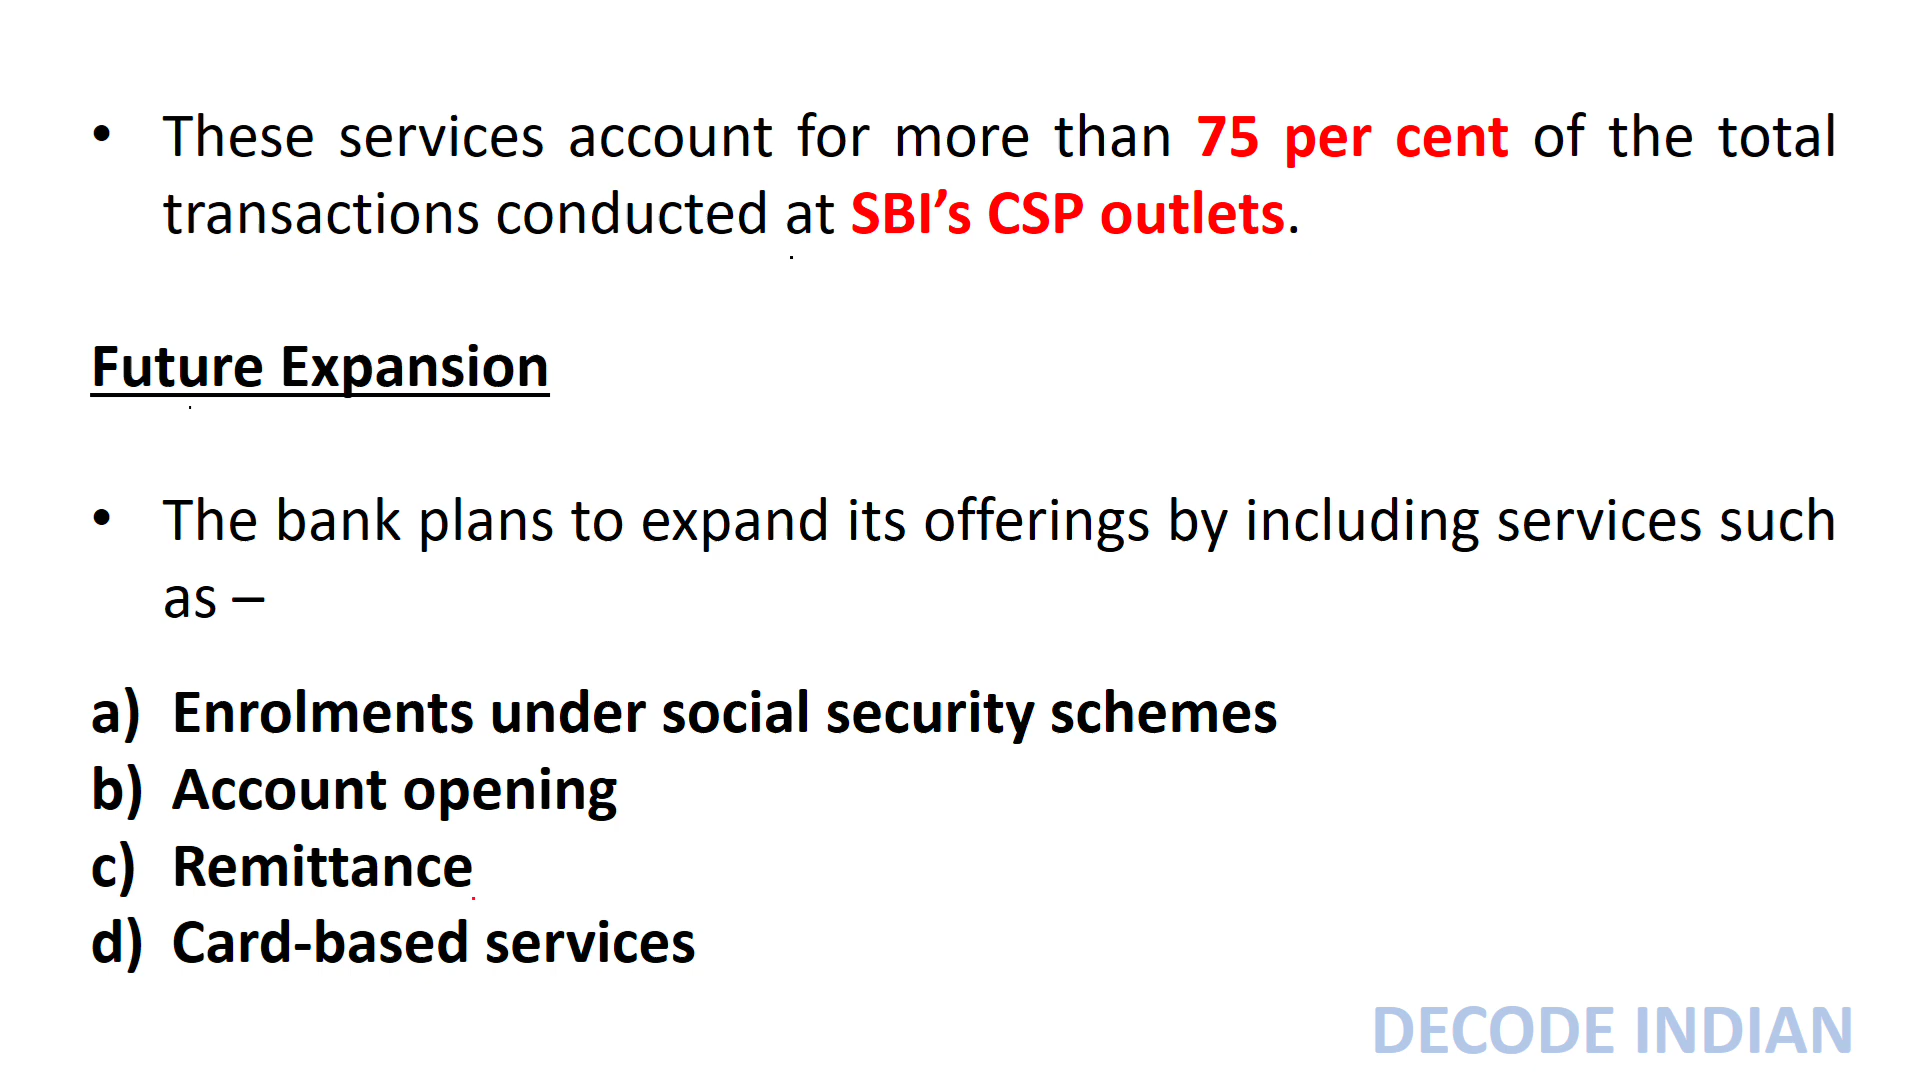 • These services account for more than 75 per cent of the total
transactions conducted at SBI’s CSP outlets.
Future Expansion
• The bank plans to expand its offerings by including services such
as –
a) Enrolments under social security schemes
b) Account opening
c) Remittance
d) Card-based services
DECODE INDIAN